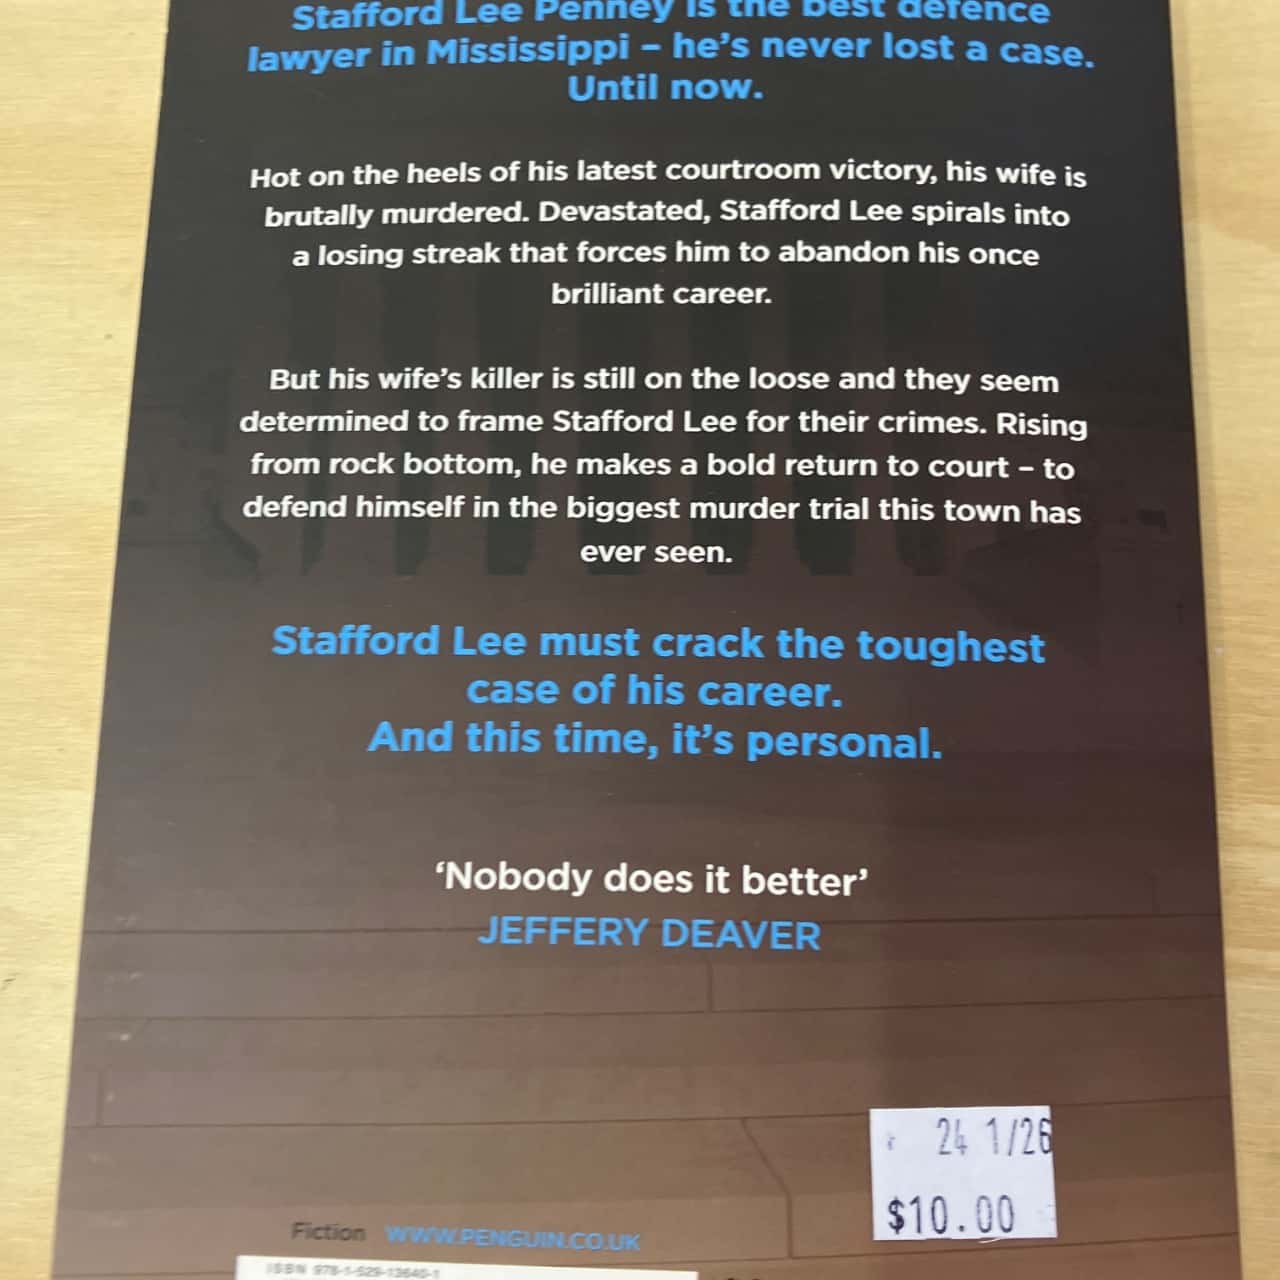 Stafford Lee Penney is the best defence
lawyer in Mississippi – he's never lost a case.
Until now.
Hot on the heels of his latest courtroom victory, his wife is
brutally murdered. Devastated, Stafford Lee spirals into
a losing streak that forces him to abandon his once
brilliant career.
But his wife's killer is still on the loose and they seem
determined to frame Stafford Lee for their crimes. Rising
from rock bottom, he makes a bold return to court – to
defend himself in the biggest murder trial this town has
ever seen.
Stafford Lee must crack the toughest
case of his career.
And this time, it's personal.
‘Nobody does it better’
JEFFERY DEAVER
24 1/26
$10.00
Fiction WWW.PENGUIN.CO.UK
ISBN 978-1-529-13640-1